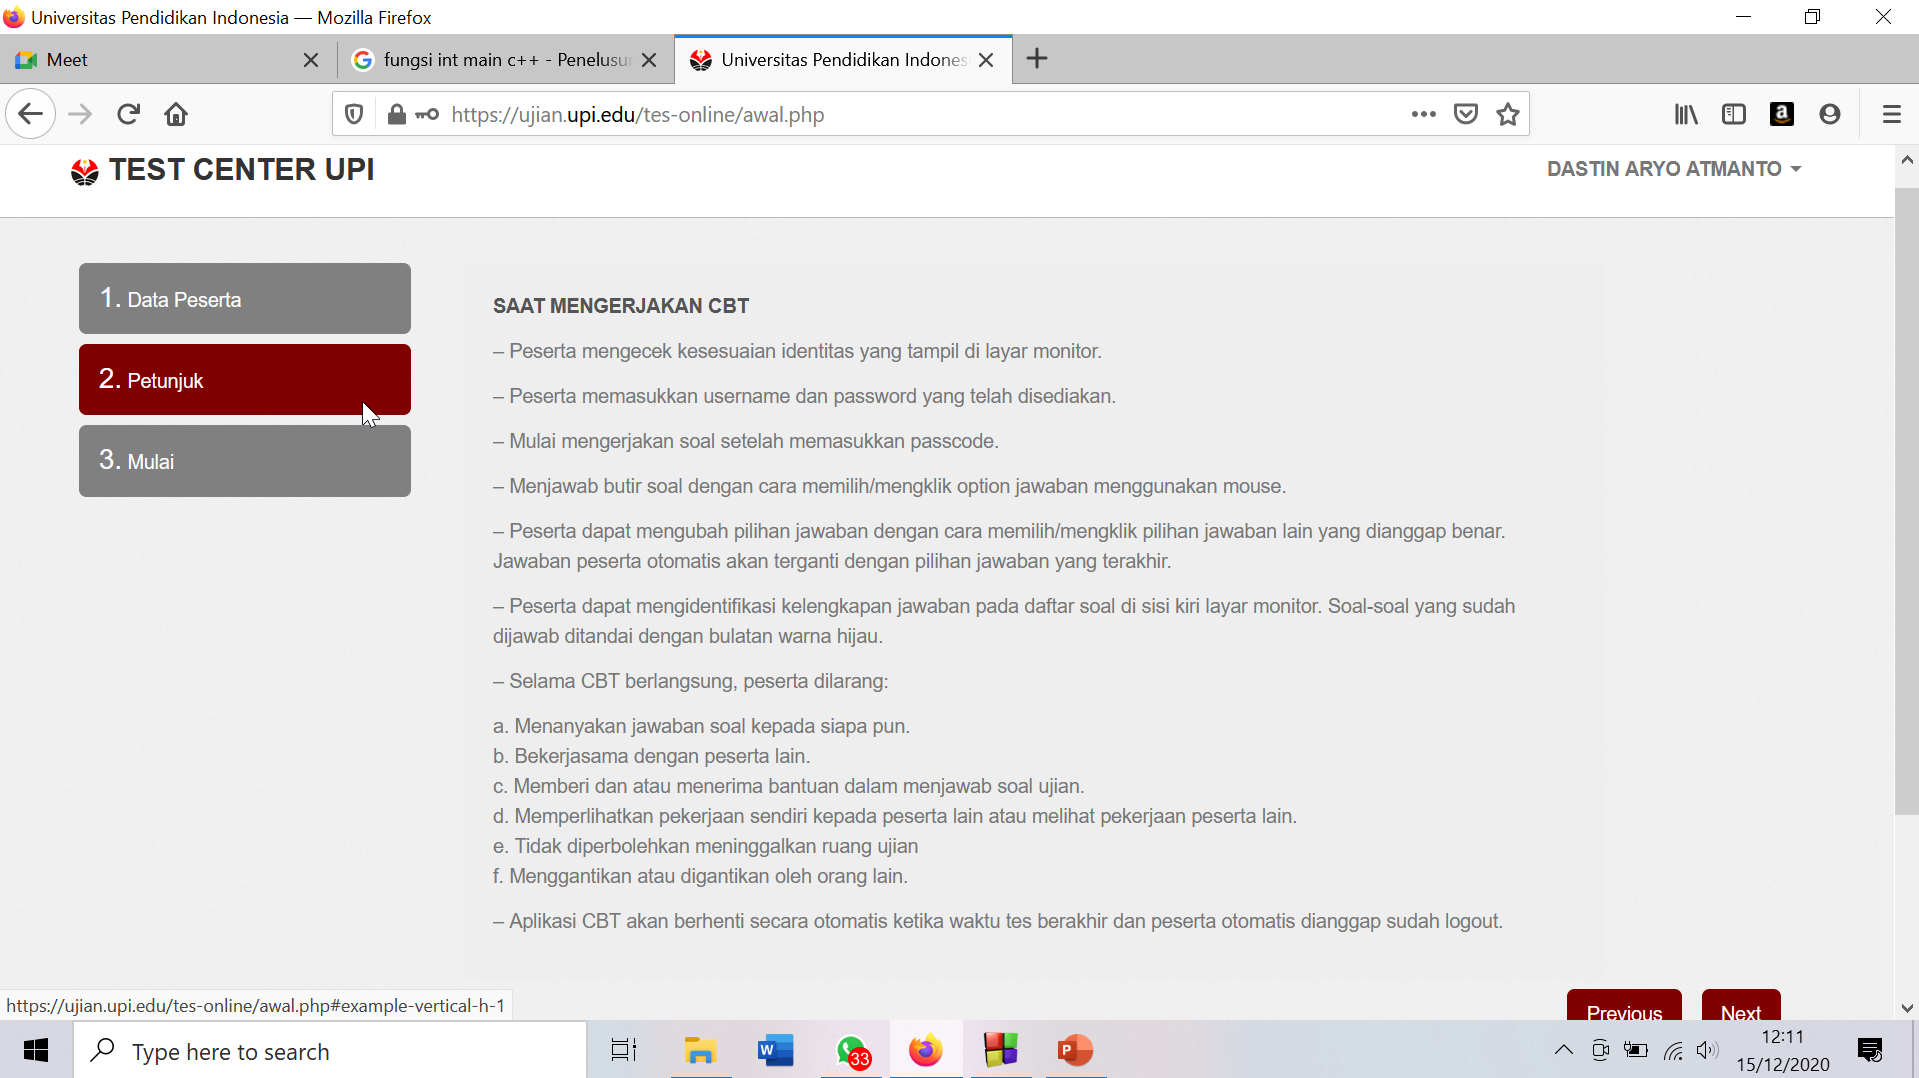 Universitas Pendidikan Indonesia — Mozilla Firefox
Meet
fungsi int main c++ - Penelusu
Universitas Pendidikan Indones
https://ujian.upi.edu/tes-online/awal.php
TEST CENTER UPI
DASTIN ARYO ATMANTO
1. Data Peserta
2. Petunjuk
3. Mulai
SAAT MENGERJAKAN CBT
– Peserta mengecek kesesuaian identitas yang tampil di layar monitor.
– Peserta memasukkan username dan password yang telah disediakan.
– Mulai mengerjakan soal setelah memasukkan passcode.
– Menjawab butir soal dengan cara memilih/mengklik option jawaban menggunakan mouse.
– Peserta dapat mengubah pilihan jawaban dengan cara memilih/mengklik pilihan jawaban lain yang dianggap benar.
Jawaban peserta otomatis akan terganti dengan pilihan jawaban yang terakhir.
– Peserta dapat mengidentifikasi kelengkapan jawaban pada daftar soal di sisi kiri layar monitor. Soal-soal yang sudah
dijawab ditandai dengan bulatan warna hijau.
– Selama CBT berlangsung, peserta dilarang:
a. Menanyakan jawaban soal kepada siapa pun.
b. Bekerjasama dengan peserta lain.
c. Memberi dan atau menerima bantuan dalam menjawab soal ujian.
d. Memperlihatkan pekerjaan sendiri kepada peserta lain atau melihat pekerjaan peserta lain.
e. Tidak diperbolehkan meninggalkan ruang ujian
f. Menggantikan atau digantikan oleh orang lain.
– Aplikasi CBT akan berhenti secara otomatis ketika waktu tes berakhir dan peserta otomatis dianggap sudah logout.
Previous
Next
https://ujian.upi.edu/tes-online/awal.php#example-vertical-h-1
Type here to search
33
12:11
15/12/2020